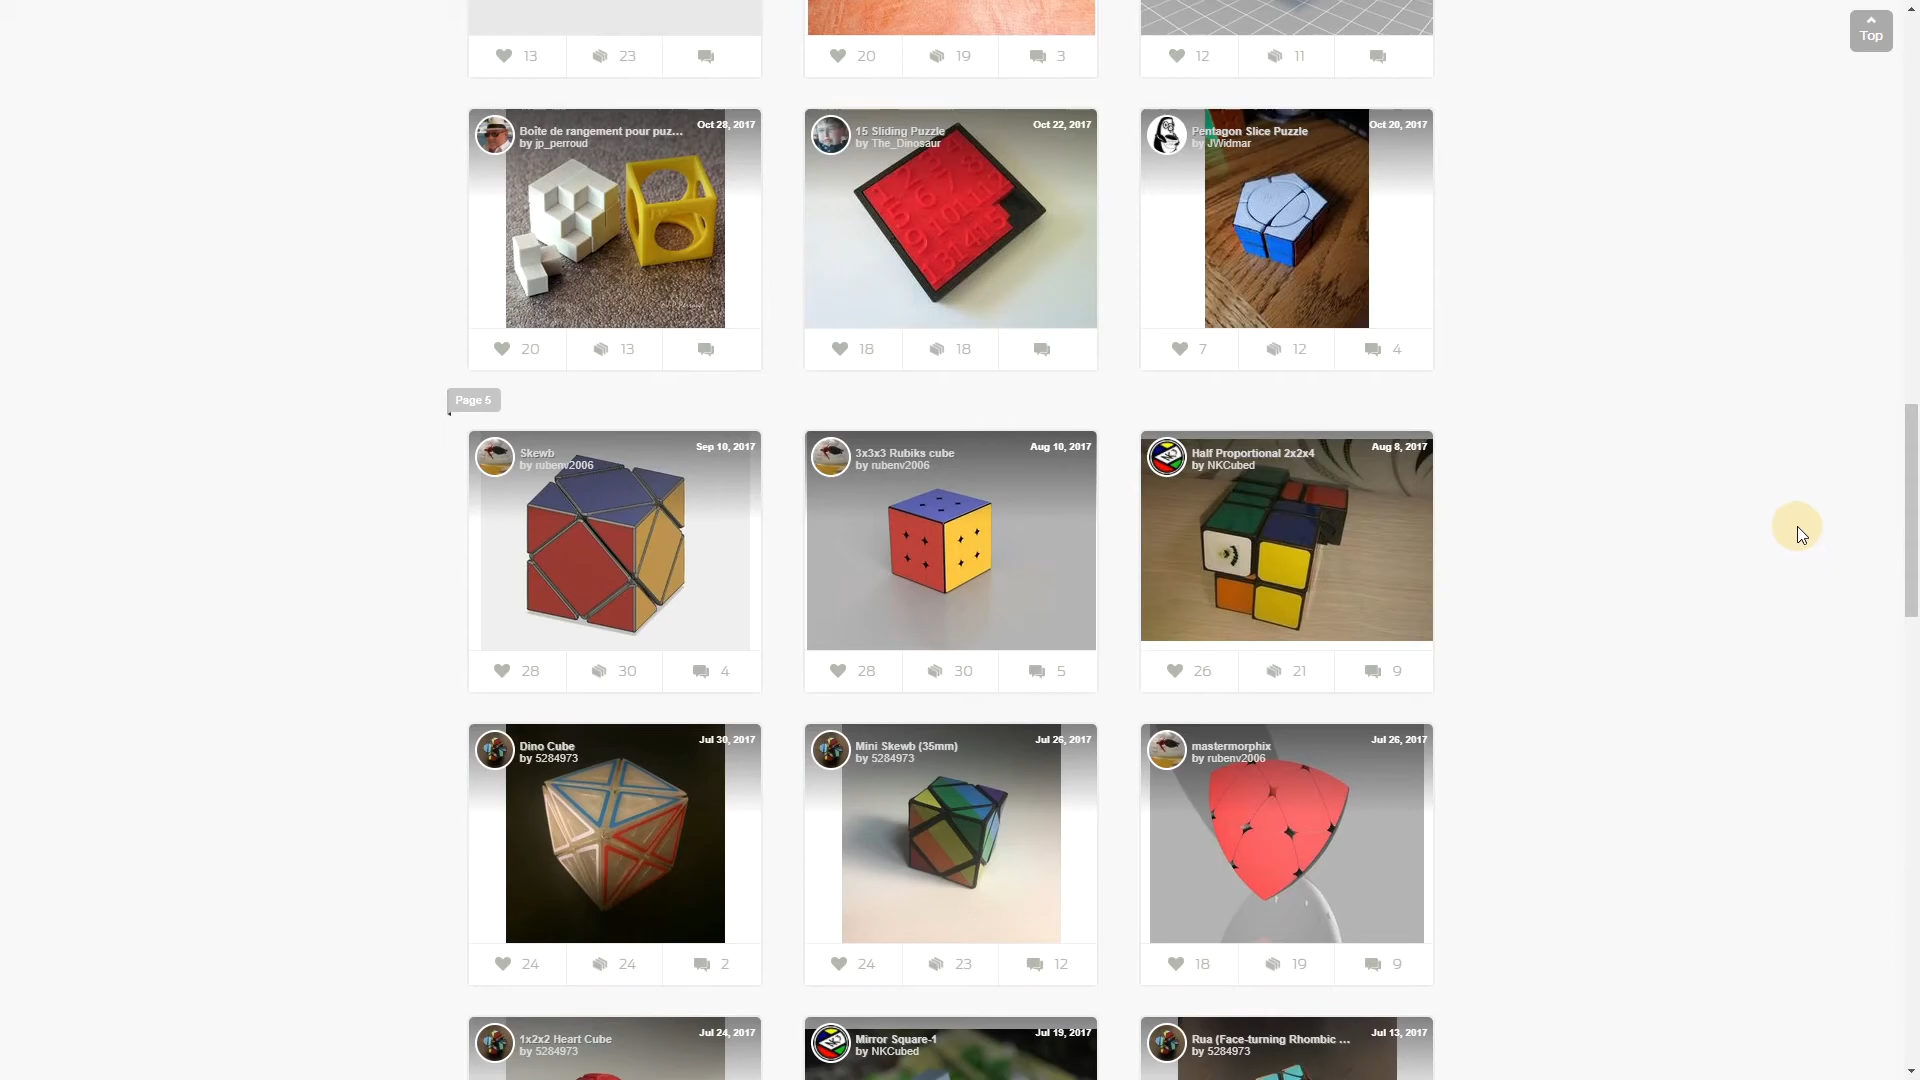 Top
13 23
20 19 3
12 11
Boîte de rangement pour puz... Oct 28, 2017
by jp_perroud
15 Sliding Puzzle Oct 22, 2017
by The_Dinosaur
Pentagon Slice Puzzle Oct 20, 2017
by JWidmar
20 13
18 18
7 12 4
Page 5
Skewb Sep 10, 2017
by rubenv2006
3x3x3 Rubiks cube Aug 10, 2017
by rubenv2006
Half Proportional 2x2x4 Aug 8, 2017
by NKCubed
28 30 4
28 30 5
26 21 9
Dino Cube Jul 30, 2017
by 5284973
Mini Skewb (35mm) Jul 26, 2017
by 5284973
mastermorphix Jul 26, 2017
by rubenv2006
24 24 2
24 23 12
18 19 9
1x2x2 Heart Cube Jul 24, 2017
by 5284973
Mirror Square-1 Jul 19, 2017
by NKCubed
Rua (Face-turning Rhombic ... Jul 13, 2017
by 5284973